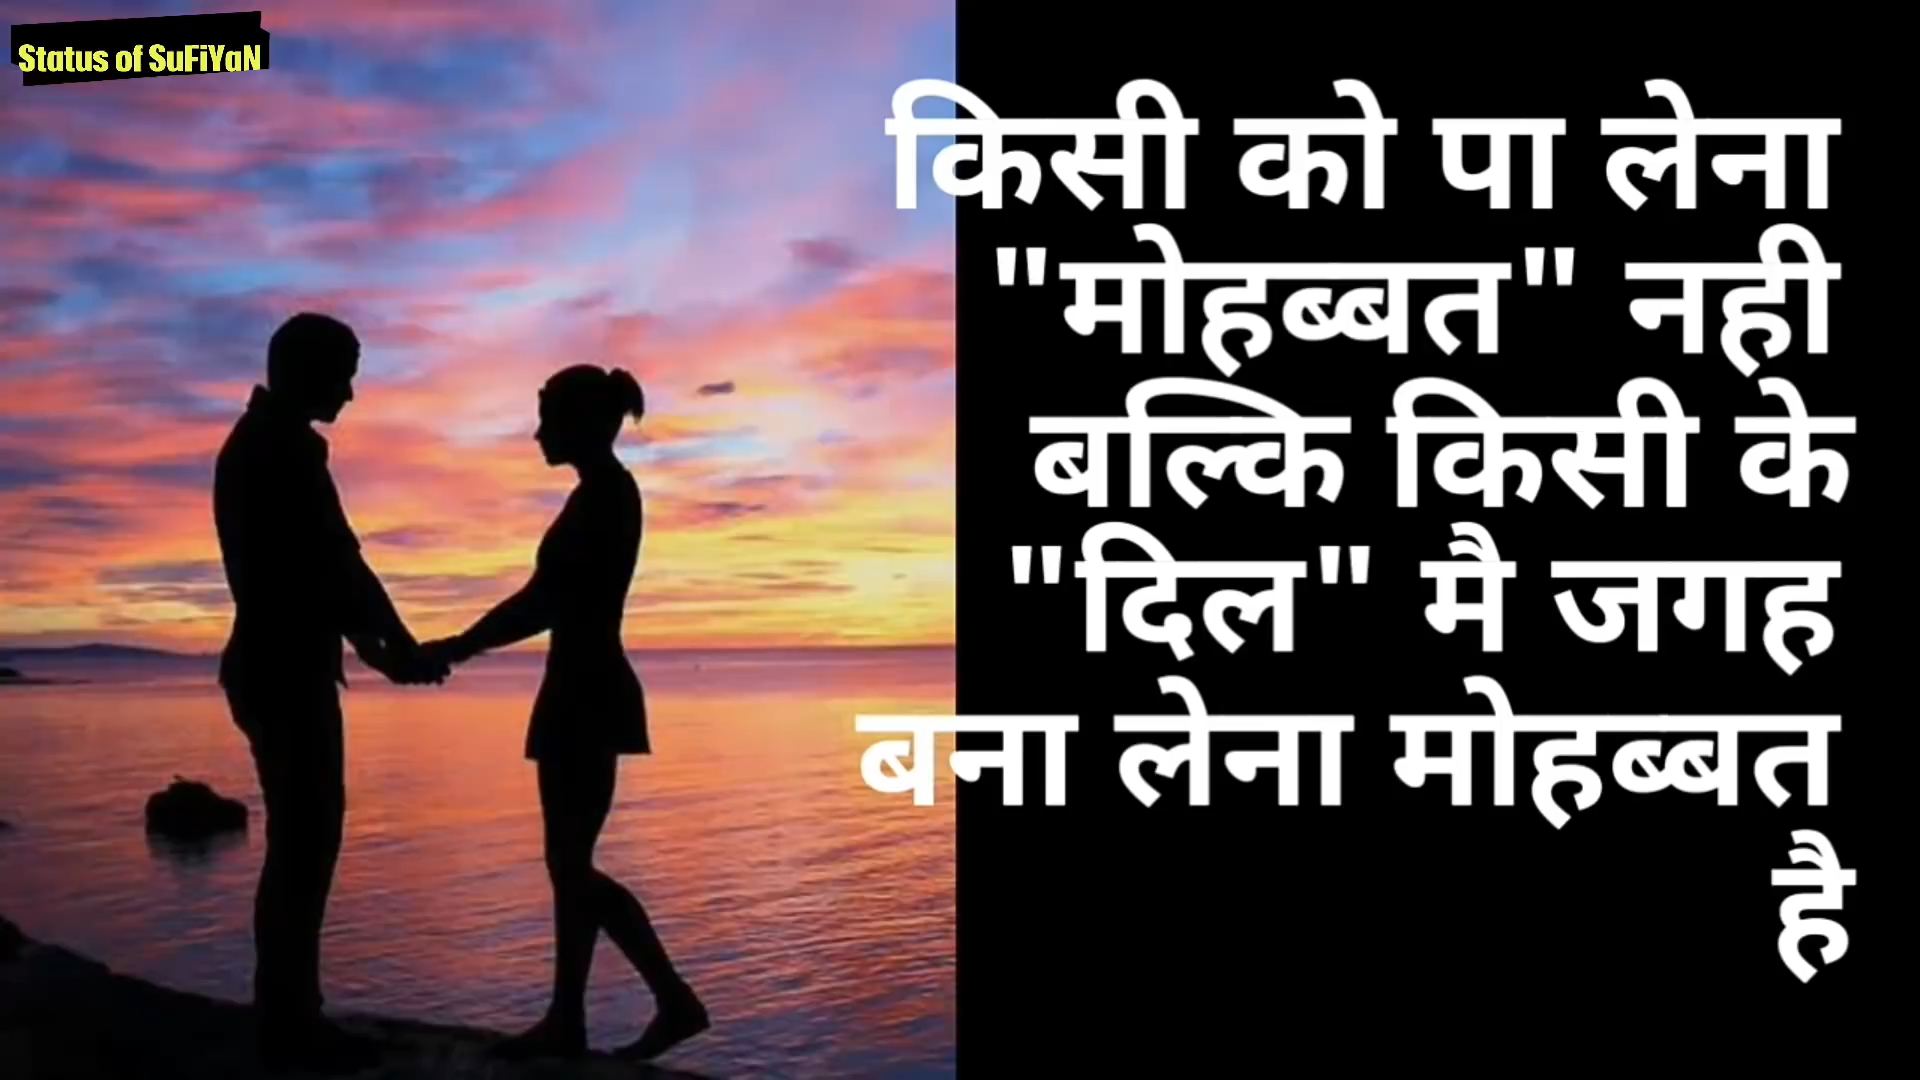 Status of SuFiYaN
किसी को पा लेना
"मोहब्बत" नही
बल्कि किसी के
"दिल" मै जगह
बना लेना मोहब्बत
है